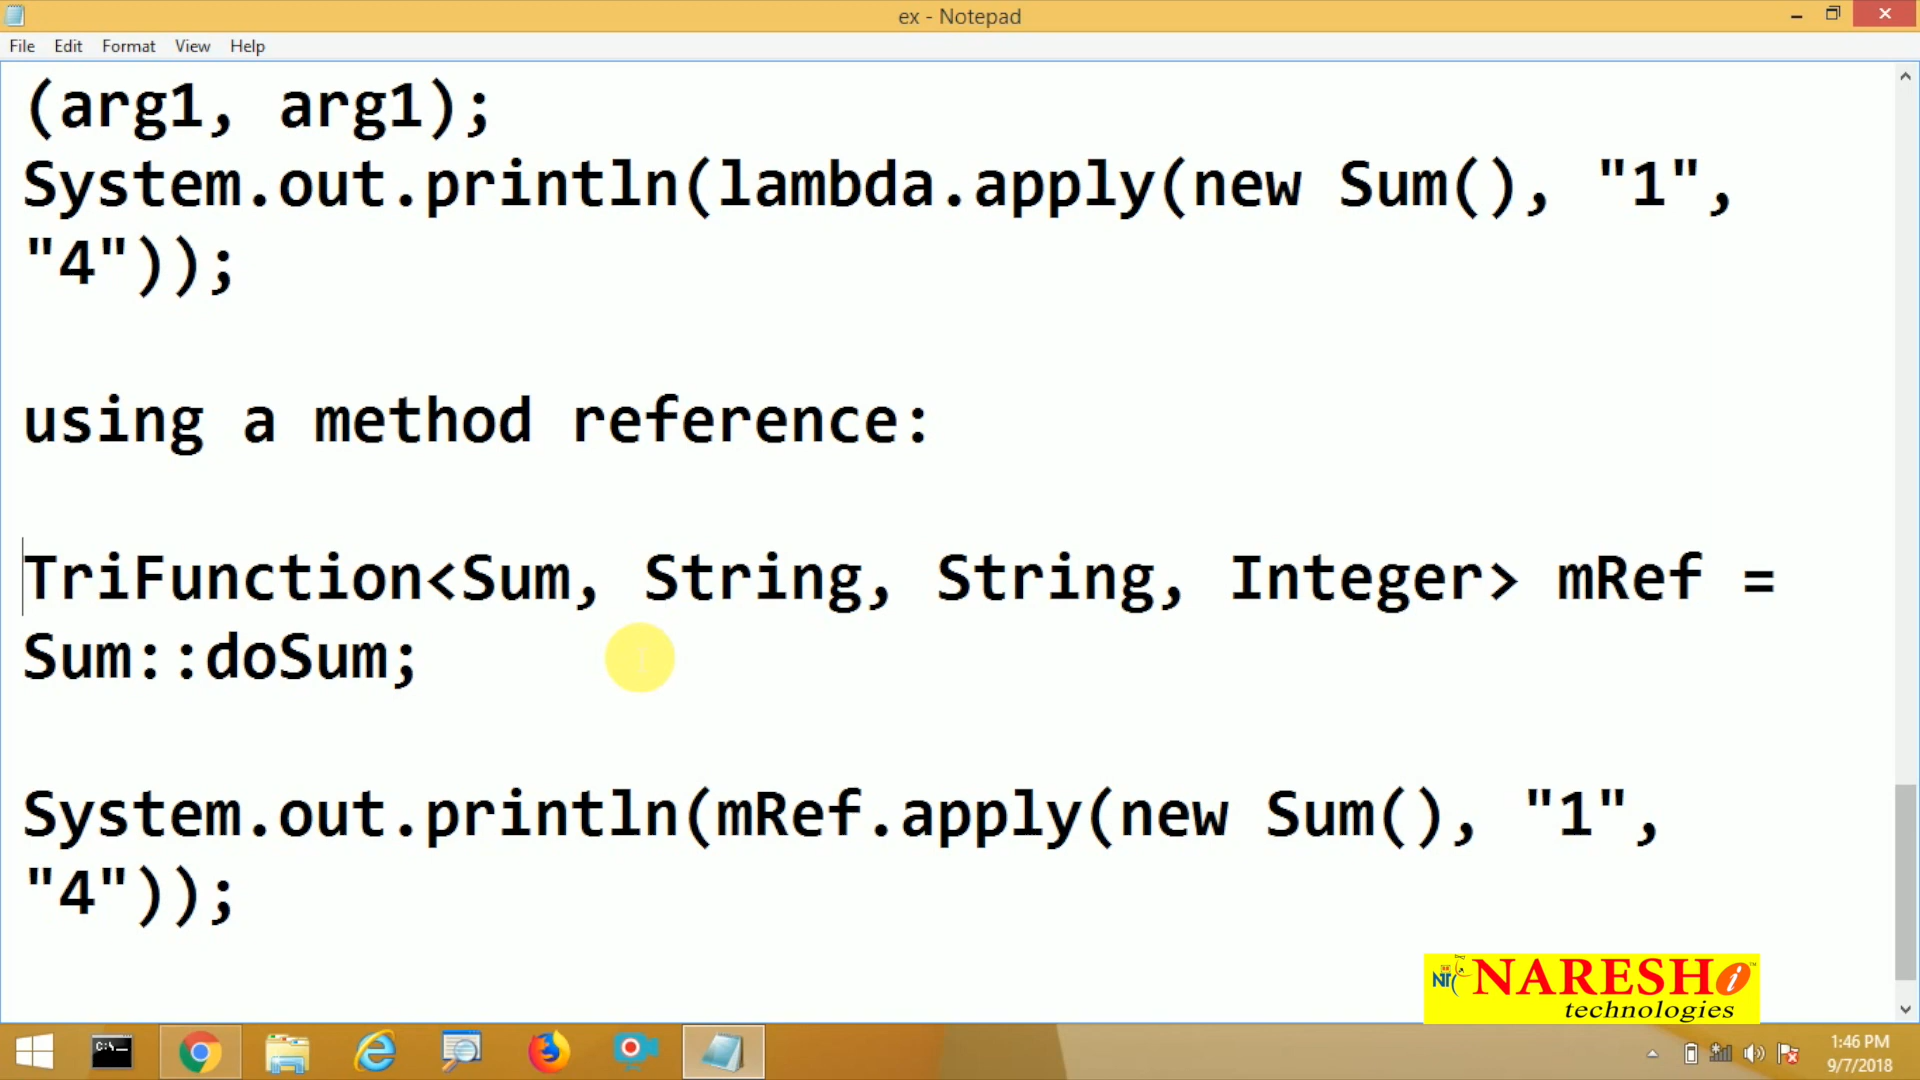 ex - Notepad
File Edit Format View Help
(arg1, arg1);
System.out.println(lambda.apply(new Sum(), "1",
"4"));
using a method reference:
TriFunction<Sum, String, String, Integer> mRef =
Sum::doSum;
System.out.println(mRef.apply(new Sum(), "1",
"4"));
NARESH i
technologies
1:46 PM
9/7/2018